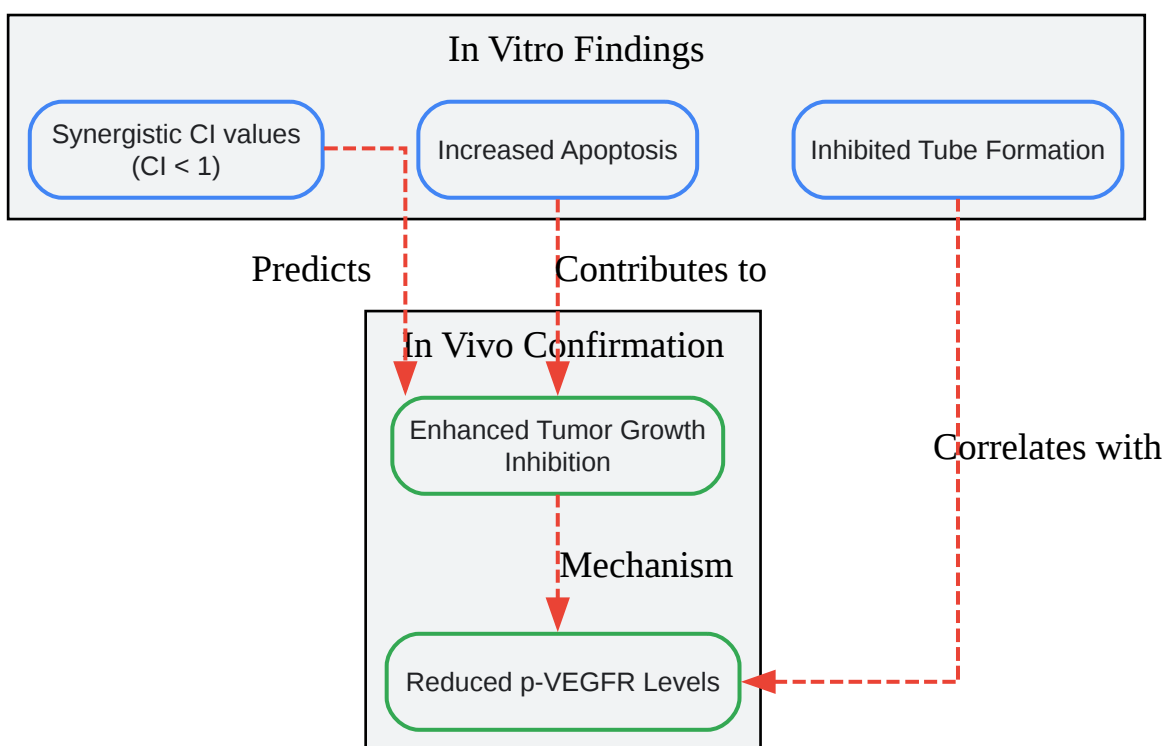 In Vitro Findings
Synergistic CI values
(CI < 1)
Increased Apoptosis
Inhibited Tube Formation
Predicts
Contributes to
In Vivo Confirmation
Enhanced Tumor Growth
Inhibition
Correlates with
Mechanism
Reduced p-VEGFR Levels